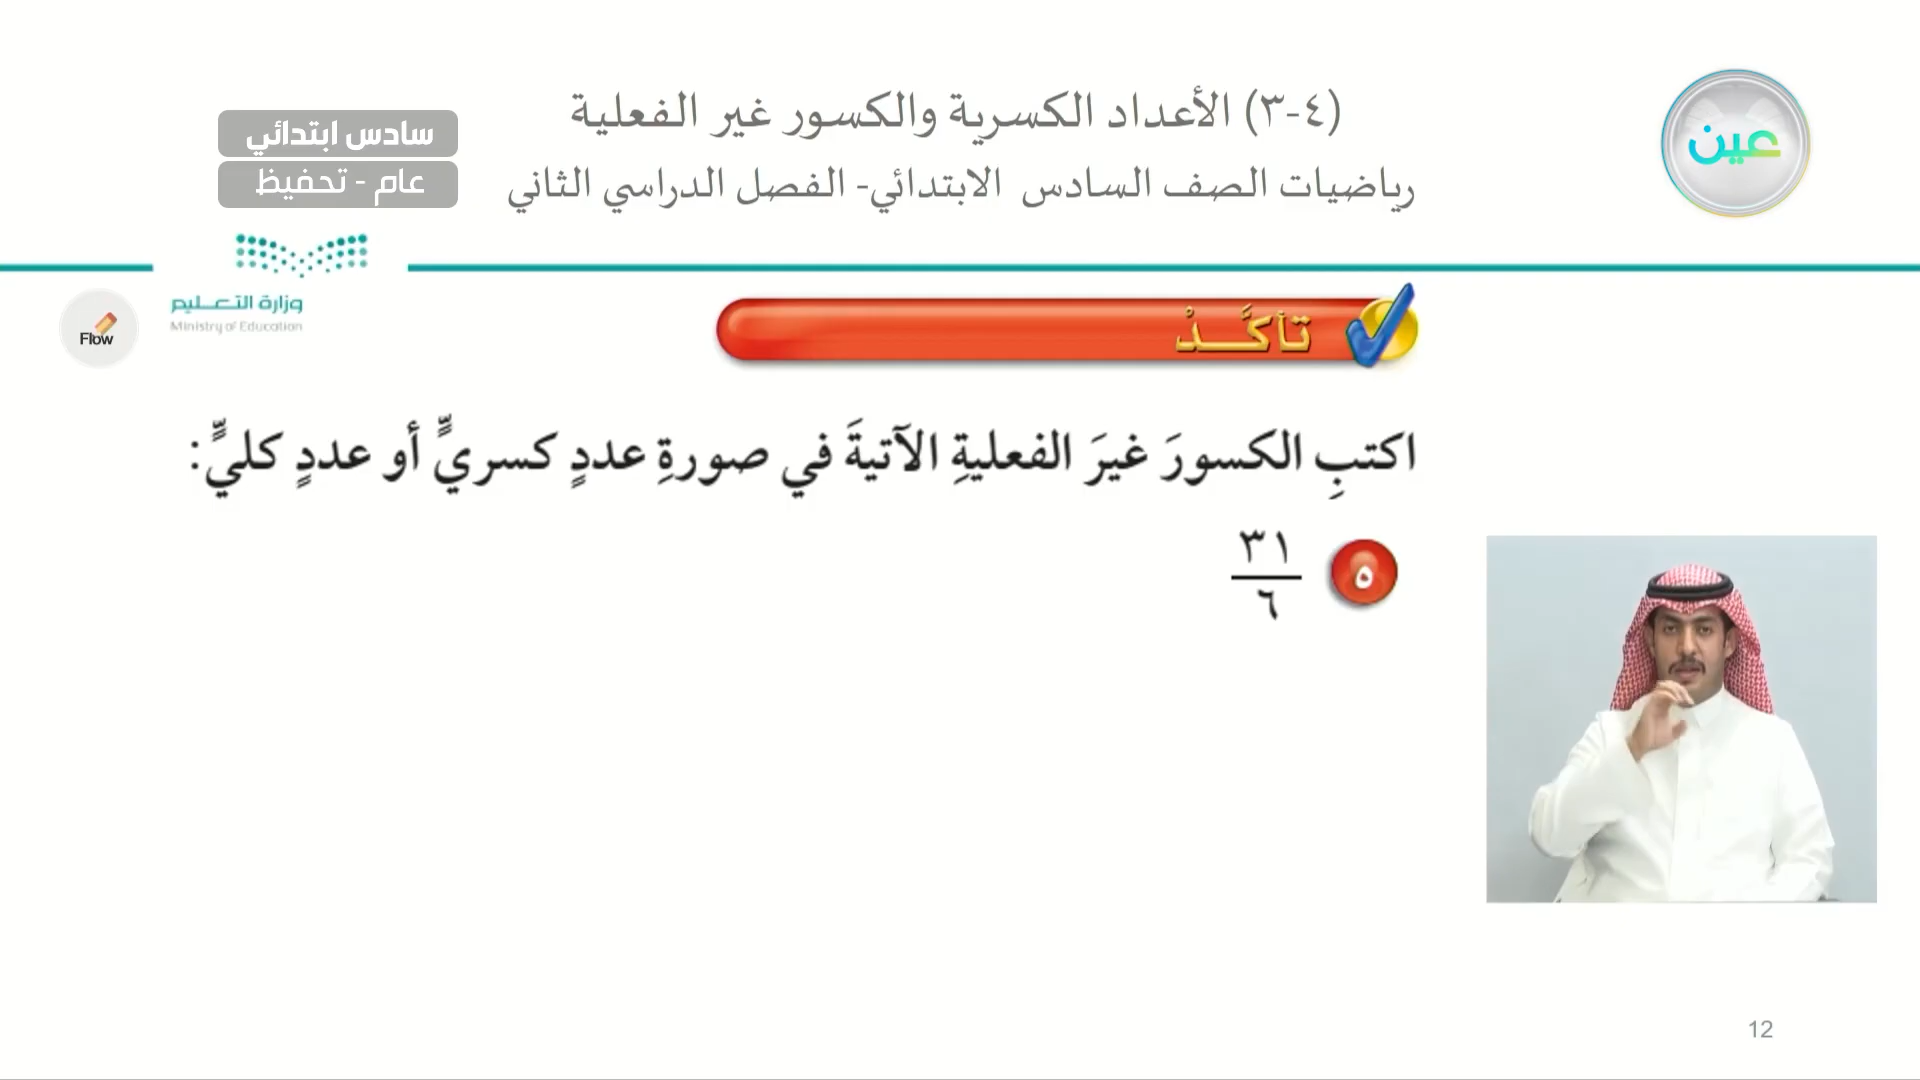 (٤-٣) الأعداد الكسرية والكسور غير الفعلية
رياضيات الصف السادس الابتدائي- الفصل الدراسي الثاني
سادس ابتدائي
عام - تحفيظ
عين
وزارة التعليم
Ministry of Education
Flow
تأكَّدْ
اكتبِ الكسورَ غيرَ الفعليةِ الآتيةَ في صورةِ عددٍ كسريٍّ أو عددٍ كليٍّ:
٥
٣١
٦
12